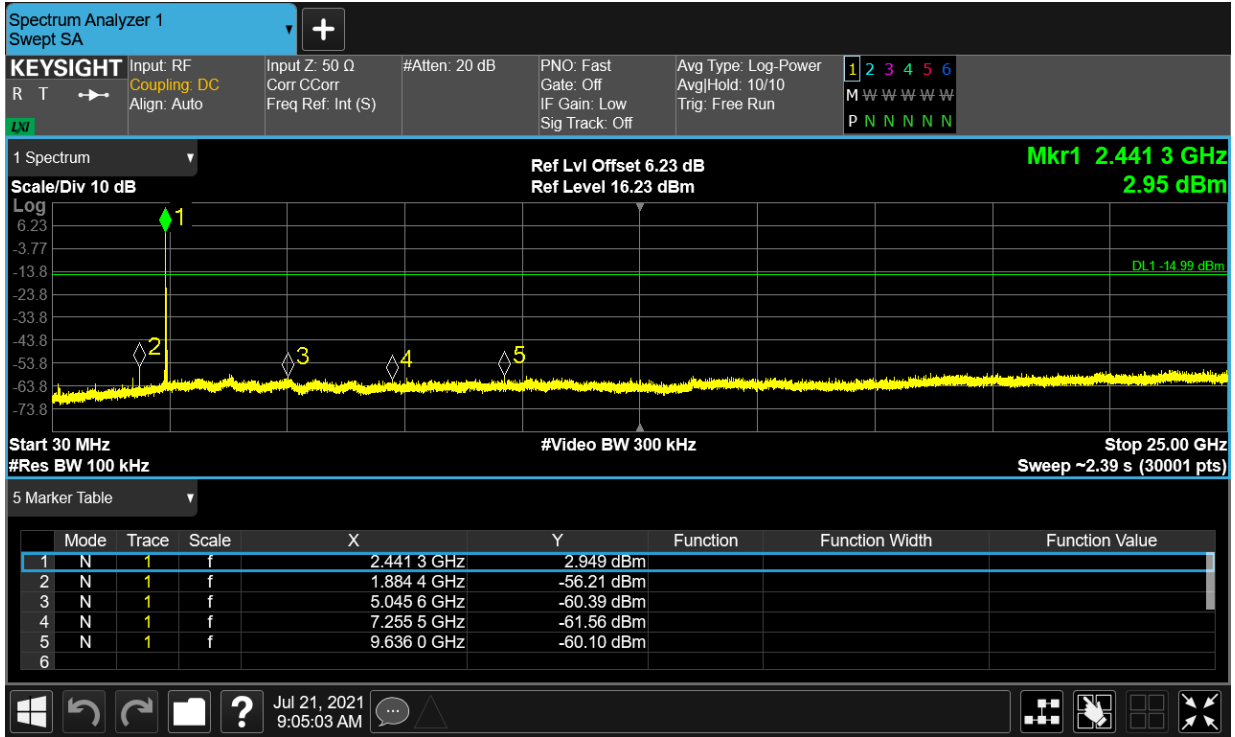 Spectrum Analyzer 1
Swept SA
KEYSIGHT
R T
LXI
Input: RF
Coupling: DC
Align: Auto
Input Z: 50 Ω
Corr CCorr
Freq Ref: Int (S)
#Atten: 20 dB
PNO: Fast
Gate: Off
IF Gain: Low
Sig Track: Off
Avg Type: Log-Power
Avg|Hold: 10/10
Trig: Free Run
1 2 3 4 5 6
M W W W W W
P N N N N N
1 Spectrum
Scale/Div 10 dB
Ref Lvl Offset 6.23 dB
Ref Level 16.23 dBm
Mkr1 2.441 3 GHz
2.95 dBm
Log
6.23
-3.77
-13.8
-23.8
-33.8
-43.8
-53.8
-63.8
-73.8
1
2
3
4
5
DL1 -14.99 dBm
Start 30 MHz
#Video BW 300 kHz
Stop 25.00 GHz
#Res BW 100 kHz
Sweep ~2.39 s (30001 pts)
5 Marker Table
Mode Trace Scale X Y Function Function Width Function Value
1 N 1 f 2.441 3 GHz 2.949 dBm
2 N 1 f 1.884 4 GHz -56.21 dBm
3 N 1 f 5.045 6 GHz -60.39 dBm
4 N 1 f 7.255 5 GHz -61.56 dBm
5 N 1 f 9.636 0 GHz -60.10 dBm
6
?
Jul 21, 2021
9:05:03 AM